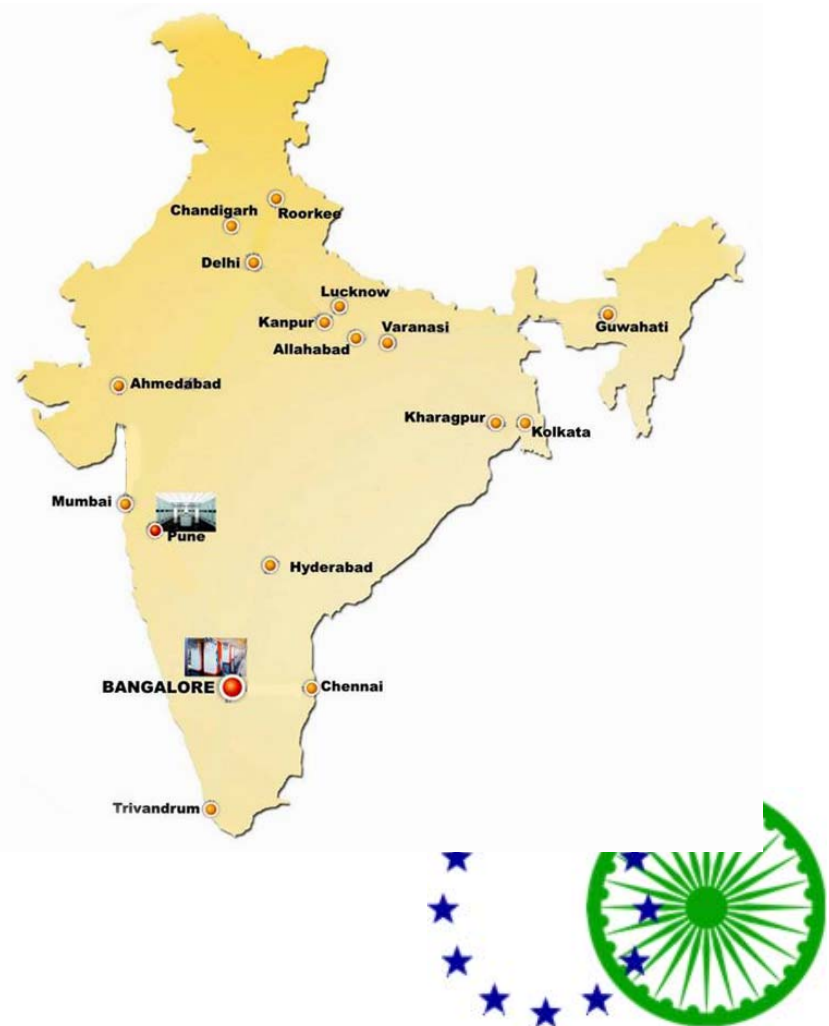 Chandigarh
Roorkee
Delhi
Lucknow
Kanpur
Varanasi
Allahabad
Guwahati
Ahmedabad
Kharagpur
Kolkata
Mumbai
Pune
Hyderabad
BANGALORE
Chennai
Trivandrum